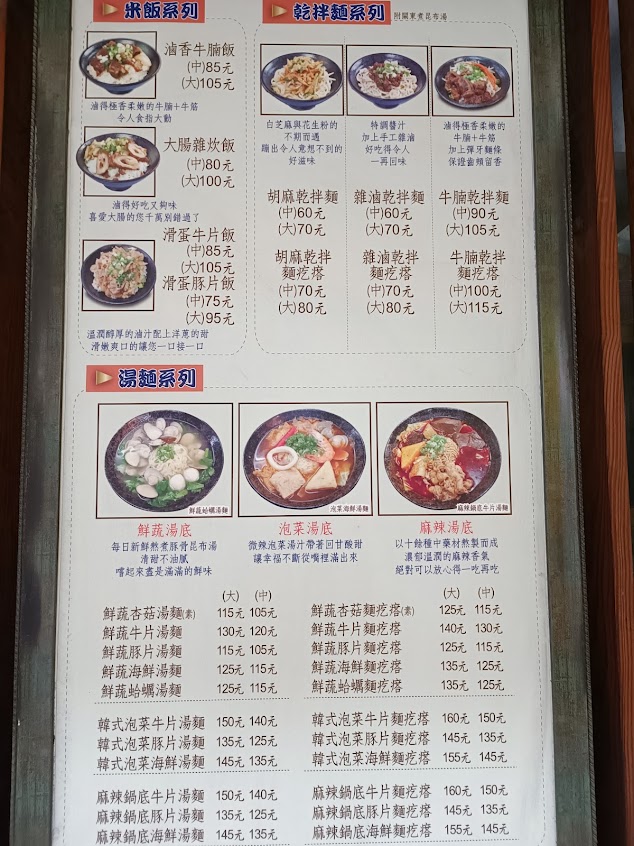 米飯系列
滷香牛腩飯
(中)85元
(大)105元
滷得極香柔嫩的牛腩+牛筋
令人食指大動
大腸雜炊飯
(中)80元
(大)100元
滷得好吃又夠味
喜愛大腸的您千萬別錯過了
滑蛋牛片飯
(中)85元
(大)105元
滑蛋豚片飯
(中)75元
(大)95元
溫潤醇厚的滷汁配上洋蔥的甜
滑嫩爽口的讓您一口接一口
乾拌麵系列 附關東煮昆布湯
白芝麻與花生粉的
不期而遇
蹦出令人意想不到的
好滋味
胡麻乾拌麵
(中)60元
(大)70元
胡麻乾拌
麵疙瘩
(中)70元
(大)80元
特調醬汁
加上手工雜滷
好吃得令人
一再回味
雜滷乾拌麵
(中)60元
(大)70元
雜滷乾拌
麵疙瘩
(中)70元
(大)80元
滷得極香柔嫩的
牛腩+牛筋
加上彈牙麵條
保證齒頰留香
牛腩乾拌麵
(中)90元
(大)105元
牛腩乾拌
麵疙瘩
(中)100元
(大)115元
湯麵系列
鮮蔬蛤蠣湯麵
泡菜海鮮湯麵
麻辣鍋底牛片湯麵
鮮蔬湯底
每日新鮮熬煮豚骨昆布湯
清甜不油膩
嚐起來盡是滿滿的鮮味
泡菜湯底
微辣泡菜湯汁帶著回甘酸甜
讓幸福不斷從嘴裡滿出來
麻辣湯底
以十餘種中藥材熬製而成
濃郁溫潤的麻辣香氣
絕對可以放心得一吃再吃
(大) (中)
鮮蔬杏菇湯麵(素) 115元 105元
鮮蔬牛片湯麵 130元 120元
鮮蔬豚片湯麵 115元 105元
鮮蔬海鮮湯麵 125元 115元
鮮蔬蛤蠣湯麵 125元 115元
韓式泡菜牛片湯麵 150元 140元
韓式泡菜豚片湯麵 135元 125元
韓式泡菜海鮮湯麵 145元 135元
麻辣鍋底牛片湯麵 150元 140元
麻辣鍋底豚片湯麵 135元 125元
麻辣鍋底海鮮湯麵 145元 135元
(大) (中)
鮮蔬杏菇麵疙瘩(素) 125元 115元
鮮蔬牛片麵疙瘩 140元 130元
鮮蔬豚片麵疙瘩 125元 115元
鮮蔬海鮮麵疙瘩 135元 125元
鮮蔬蛤蠣麵疙瘩 135元 125元
韓式泡菜牛片麵疙瘩 160元 150元
韓式泡菜豚片麵疙瘩 145元 135元
韓式泡菜海鮮麵疙瘩 155元 145元
麻辣鍋底牛片麵疙瘩 160元 150元
麻辣鍋底豚片麵疙瘩 145元 135元
麻辣鍋底海鮮麵疙瘩 155元 145元